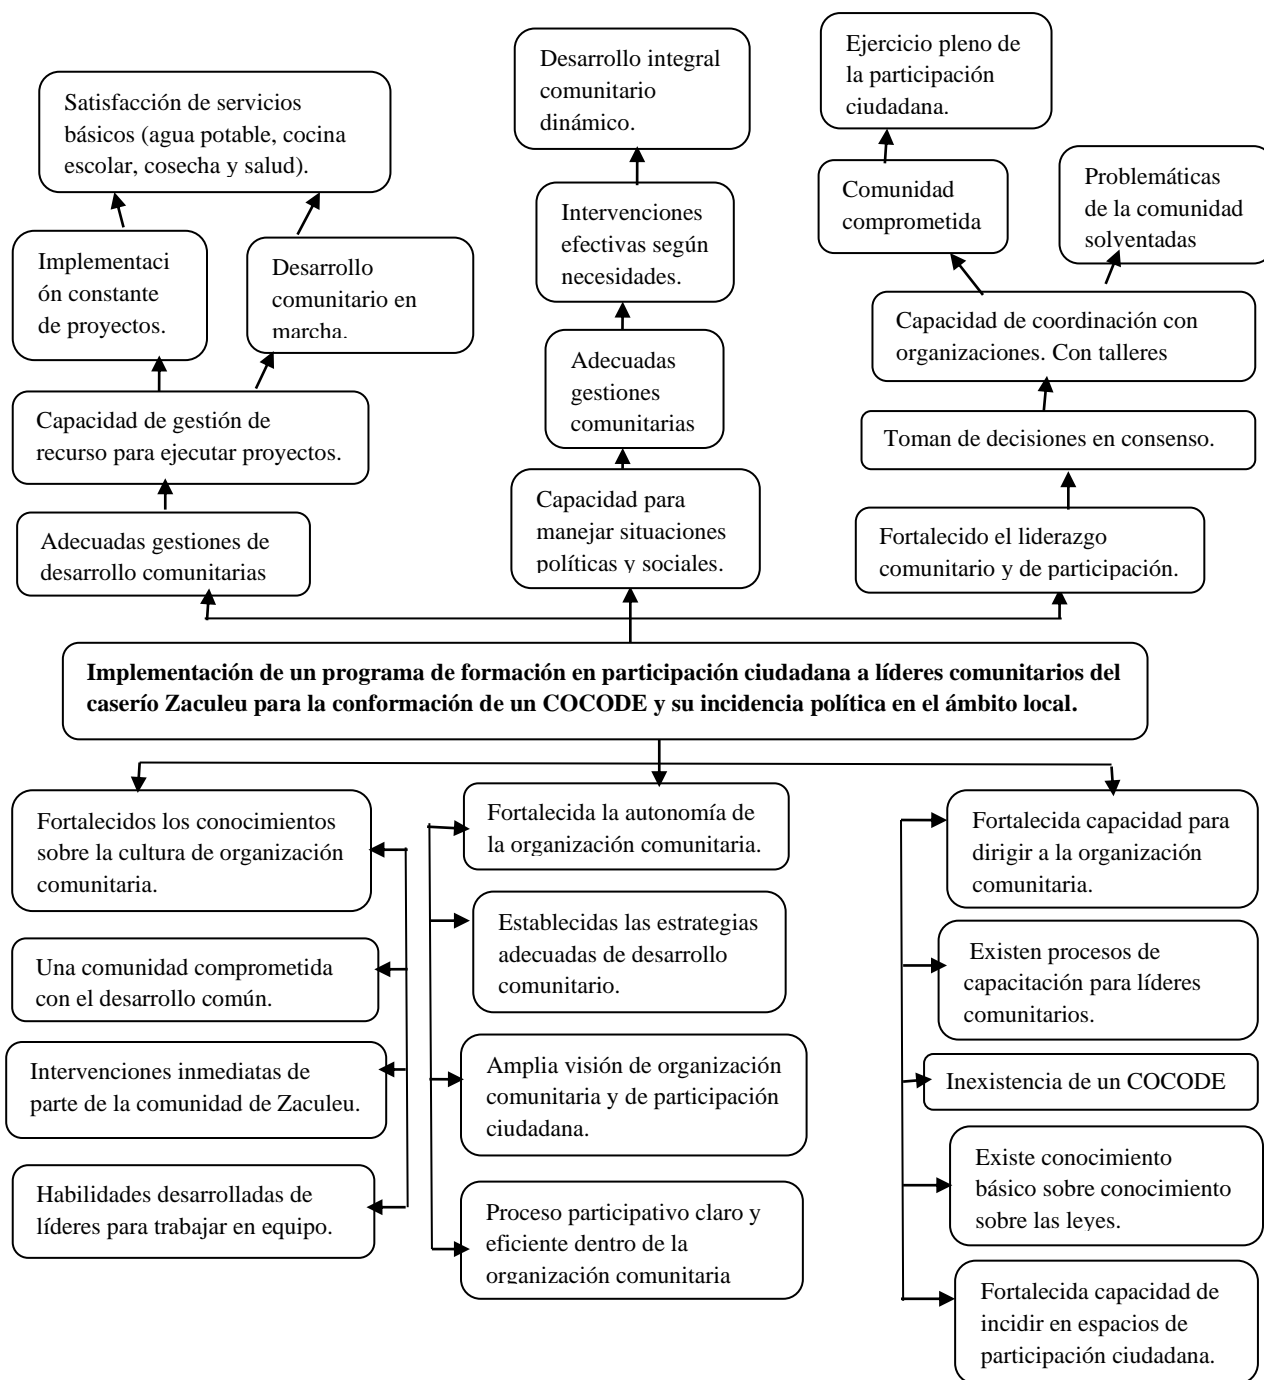 Ejercicio pleno de
la participación
ciudadana.
Desarrollo integral
comunitario
dinámico.
Satisfacción de servicios
básicos (agua potable, cocina
escolar, cosecha y salud).
Comunidad
comprometida
Problemáticas
de la comunidad
solventadas
Intervenciones
efectivas según
necesidades.
Implementaci
ón constante
de proyectos.
Desarrollo
comunitario en
marcha.
Capacidad de coordinación con
organizaciones. Con talleres
Adecuadas
gestiones
comunitarias
Capacidad de gestión de
recurso para ejecutar proyectos.
Toman de decisiones en consenso.
Capacidad para
manejar situaciones
políticas y sociales.
Adecuadas gestiones de
desarrollo comunitarias
Fortalecido el liderazgo
comunitario y de participación.
Implementación de un programa de formación en participación ciudadana a líderes comunitarios del
caserío Zaculeu para la conformación de un COCODE y su incidencia política en el ámbito local.
Fortalecidos los conocimientos
sobre la cultura de organización
comunitaria.
Una comunidad comprometida
con el desarrollo común.
Intervenciones inmediatas de
parte de la comunidad de Zaculeu.
Habilidades desarrolladas de
líderes para trabajar en equipo.
Fortalecida la autonomía de
la organización comunitaria.
Establecidas las estrategias
adecuadas de desarrollo
comunitario.
Amplia visión de organización
comunitaria y de participación
ciudadana.
Proceso participativo claro y
eficiente dentro de la
organización comunitaria
Fortalecida capacidad para
dirigir a la organización
comunitaria.
Existen procesos de
capacitación para líderes
comunitarios.
Inexistencia de un COCODE
Existe conocimiento
básico sobre conocimiento
sobre las leyes.
Fortalecida capacidad de
incidir en espacios de
participación ciudadana.